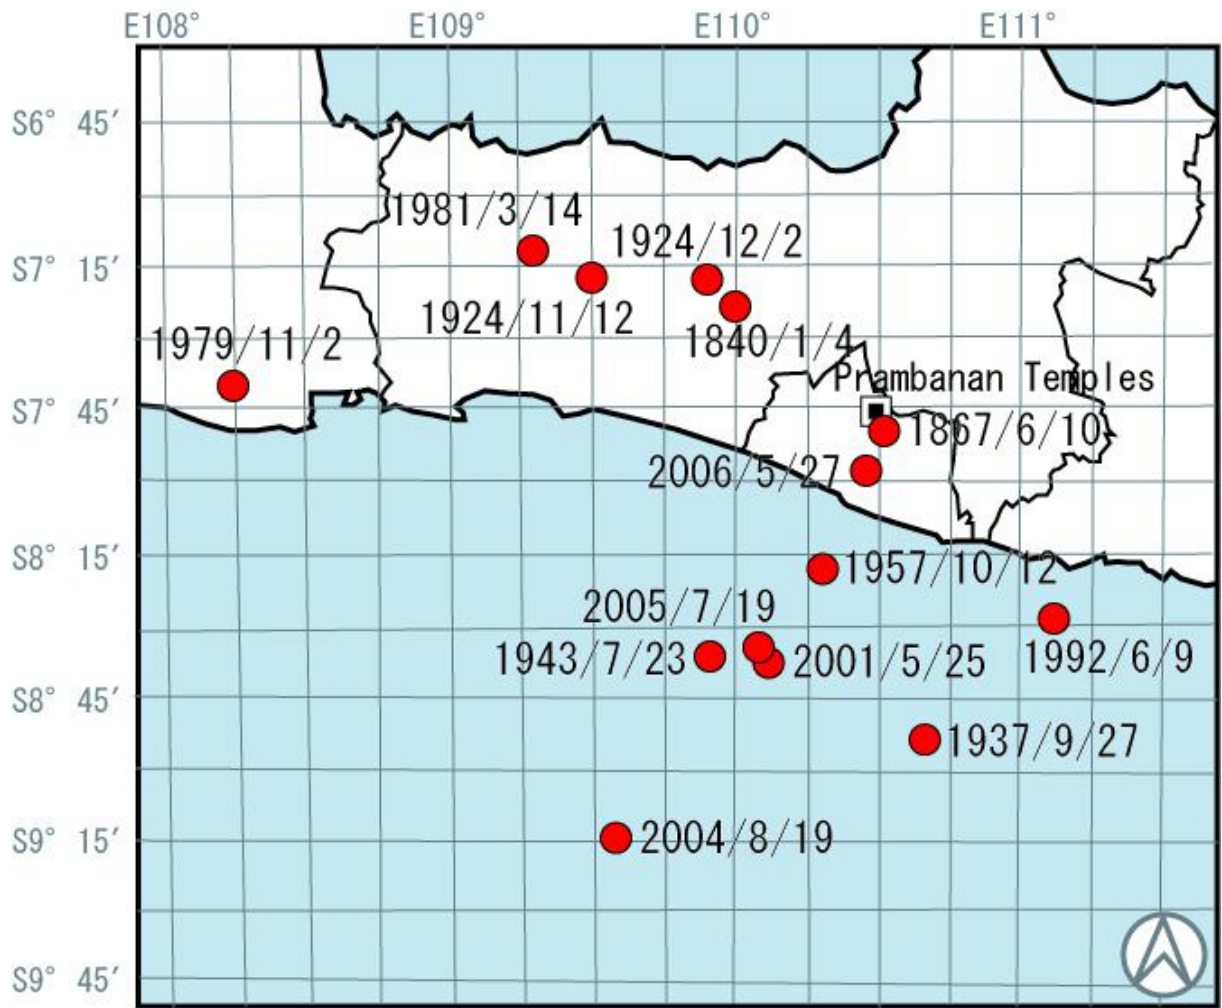 E108° E109° E110° E111°
S6° 45′
1981/3/14
1924/12/2
S7° 15′
1924/11/12
1840/1/4
1979/11/2
Prambanan Temples
S7° 45′
1867/6/10
2006/5/27
S8° 15′
1957/10/12
2005/7/19
1943/7/23
2001/5/25
1992/6/9
S8° 45′
1937/9/27
S9° 15′
2004/8/19
S9° 45′